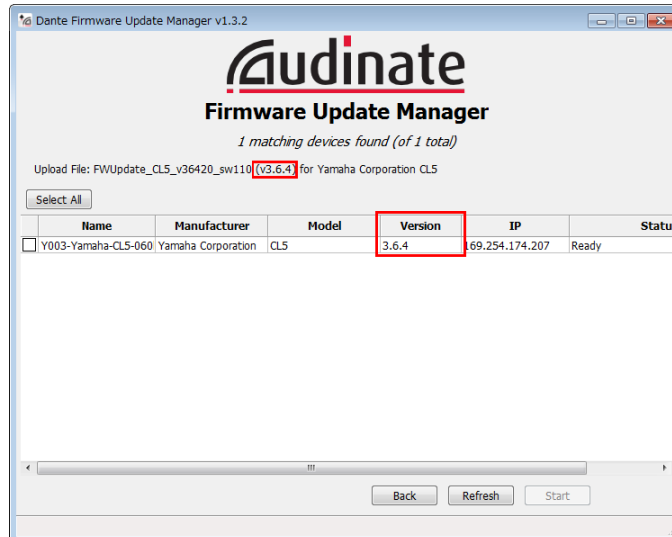 Dante Firmware Update Manager v1.3.2
Audinate
Firmware Update Manager
1 matching devices found (of 1 total)
Upload File: FWUpdate_CL5_v36420_sw110 (v3.6.4) for Yamaha Corporation CL5
Select All
Name Manufacturer Model Version IP Statu
Y003-Yamaha-CL5-060 Yamaha Corporation CL5 3.6.4 169.254.174.207 Ready
Back Refresh Start